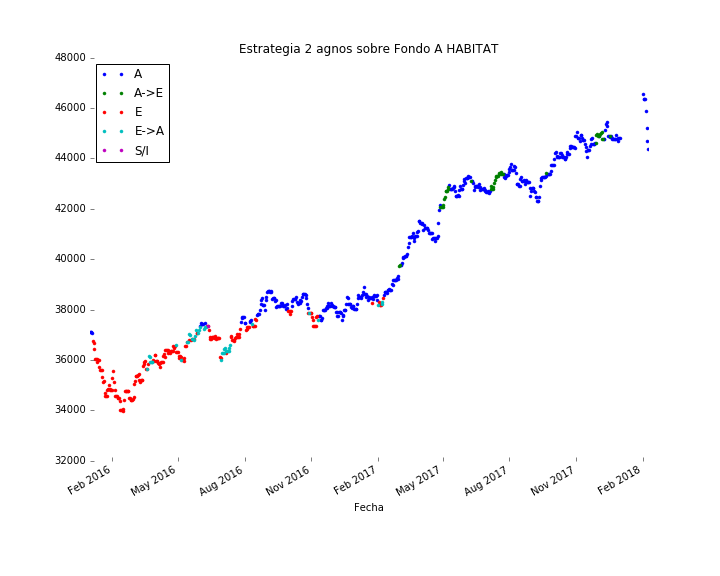 Estrategia 2 agnos sobre Fondo A HABITAT
48000
46000
44000
42000
40000
38000
36000
34000
32000
A
A->E
E
E->A
S/I
Feb 2016
May 2016
Aug 2016
Nov 2016
Feb 2017
May 2017
Aug 2017
Nov 2017
Feb 2018
Fecha